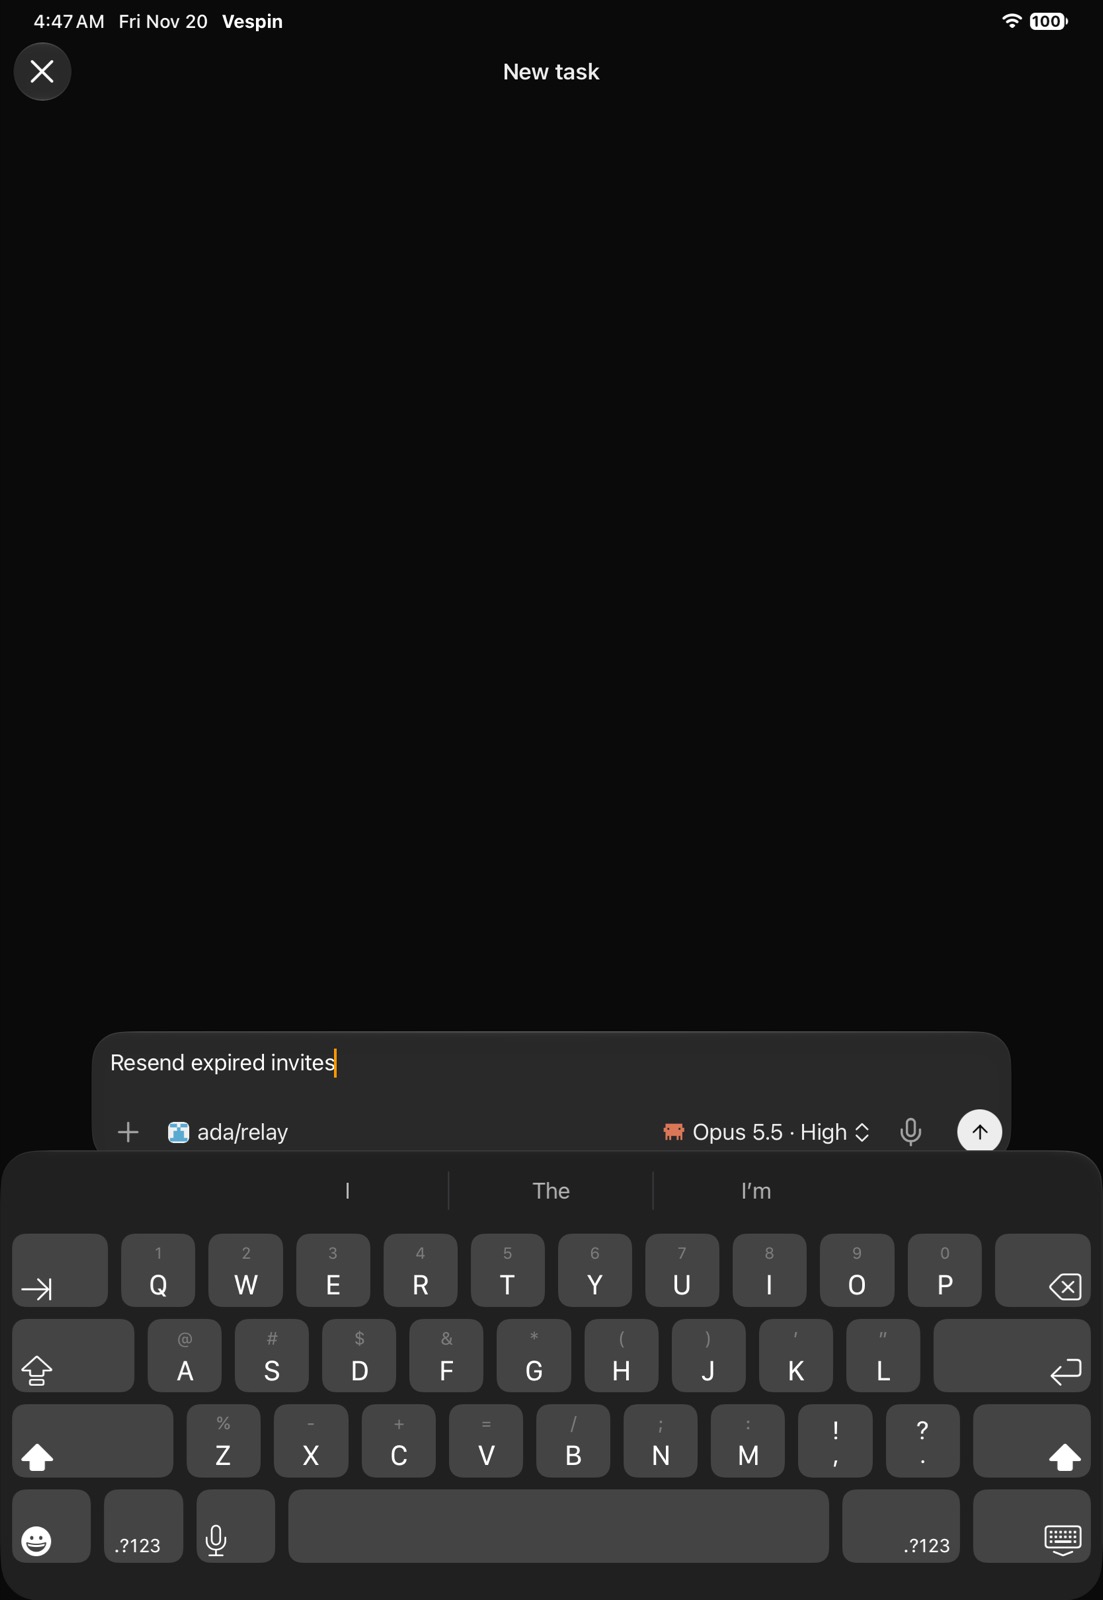 4:47 AM Fri Nov 20 Vespin
100
New task
Resend expired invites
ada/relay
Opus 5.5 · High
I
The
I'm
1 2 3 4 5 6 7 8 9 0
Q W E R T Y U I O P
@ # $ & * ( ) ' "
A S D F G H J K L
% - + = / ; : ! ?
Z X C V B N M , .
.?123
.?123